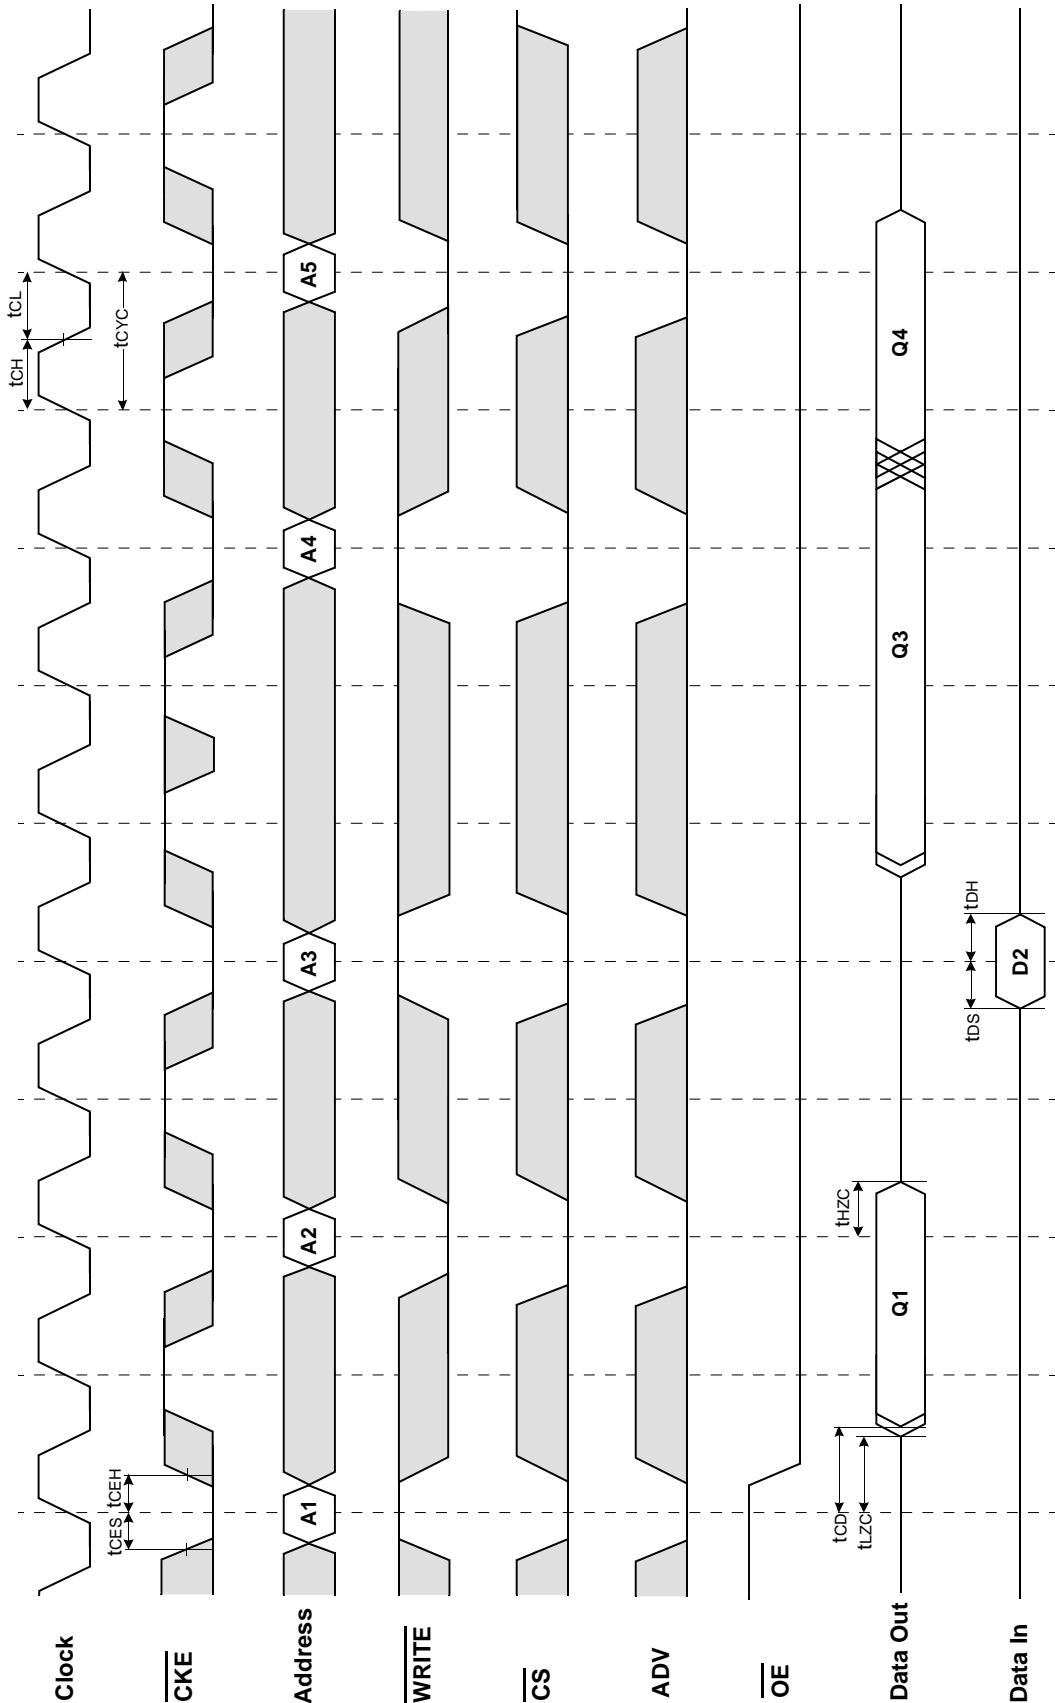 Clock
tCH
tCL
tCES
tCEH
tCYC
CKE
Address
A1
A2
A3
A4
A5
WRITE
CS
ADV
OE
tCD
tLZC
tHZC
Data Out
Q1
Q3
Q4
tDS
tDH
Data In
D2